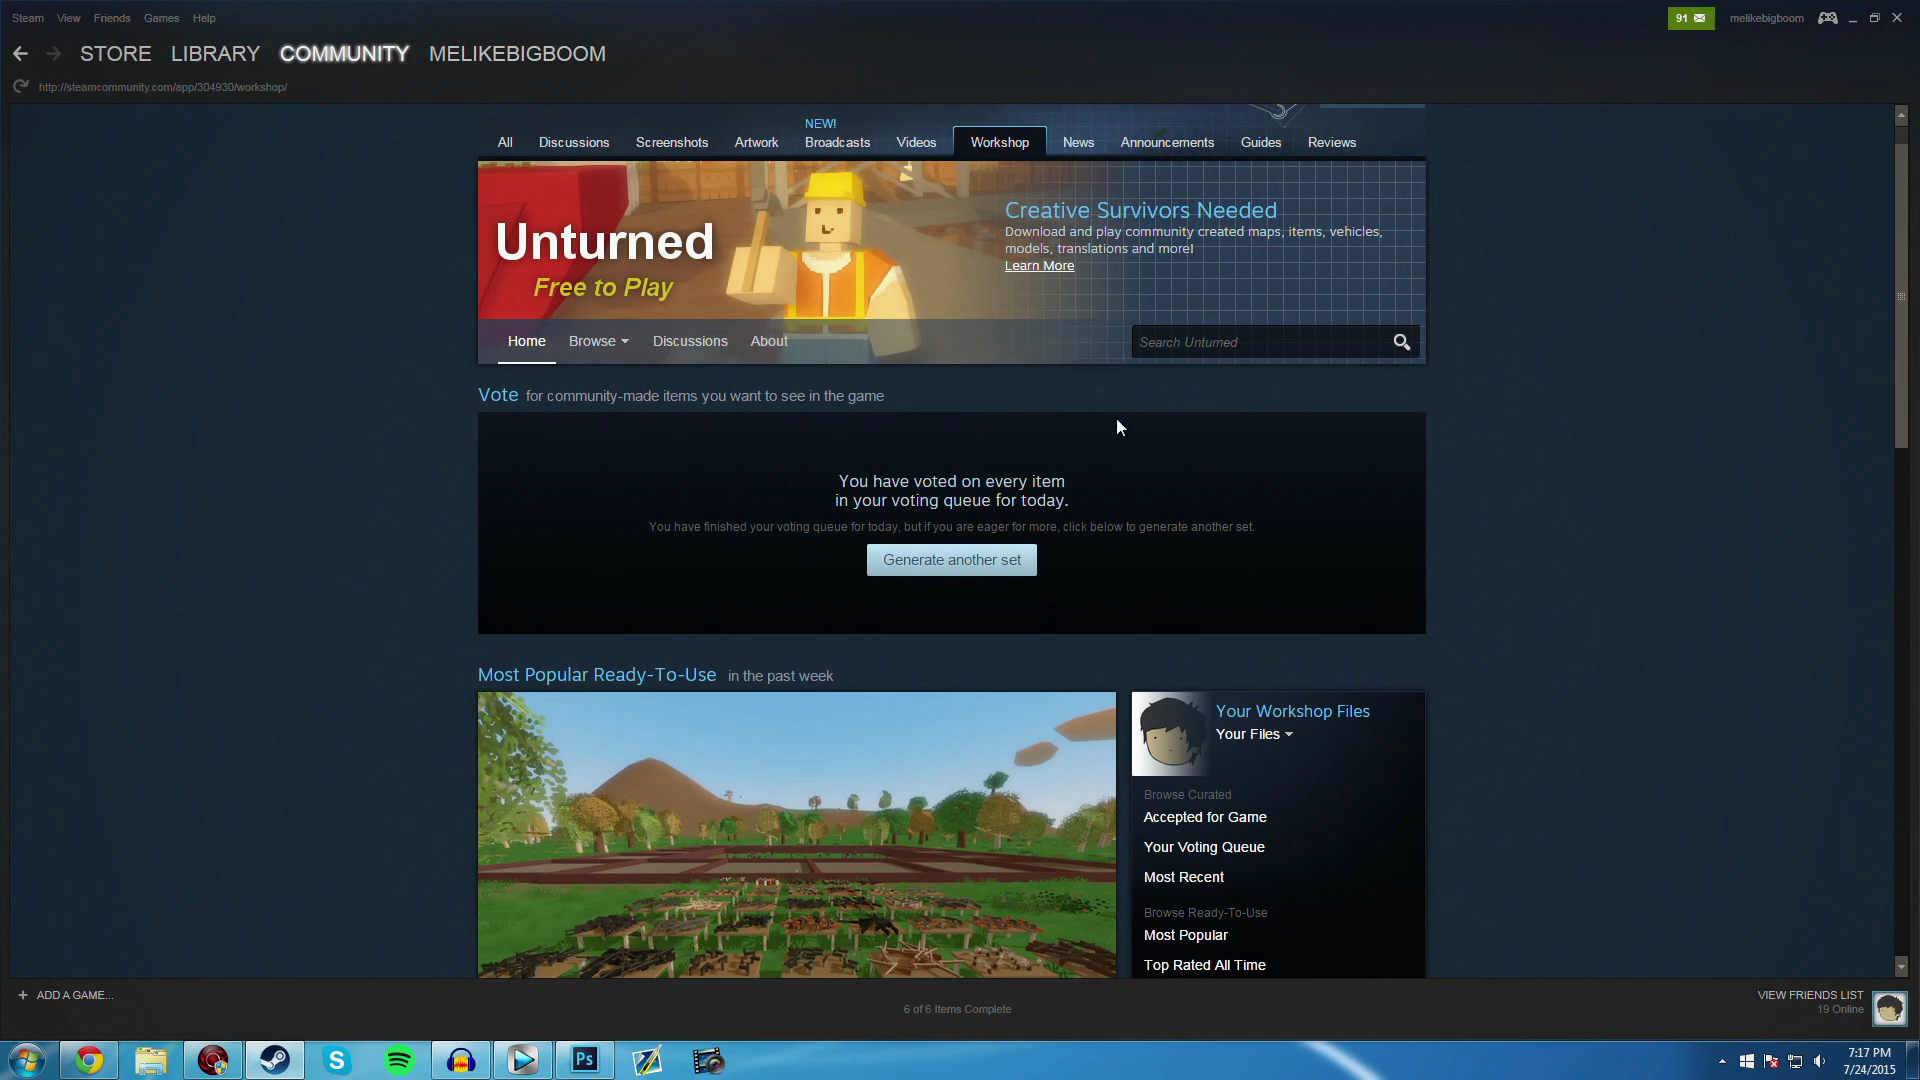 Steam View Friends Games Help
91
melikebigboom
STORE LIBRARY COMMUNITY MELIKEBIGBOOM
http://steamcommunity.com/app/304930/workshop/
NEW!
All Discussions Screenshots Artwork Broadcasts Videos Workshop News Announcements Guides Reviews
Unturned
Free to Play
Creative Survivors Needed
Download and play community created maps, items, vehicles,
models, translations and more!
Learn More
Home Browse Discussions About
Search Unturned
Vote for community-made items you want to see in the game
You have voted on every item
in your voting queue for today.
You have finished your voting queue for today, but if you are eager for more, click below to generate another set.
Generate another set
Most Popular Ready-To-Use in the past week
Your Workshop Files
Your Files
Browse Curated
Accepted for Game
Your Voting Queue
Most Recent
Browse Ready-To-Use
Most Popular
Top Rated All Time
+ ADD A GAME...
6 of 6 Items Complete
VIEW FRIENDS LIST
19 Online
S
Ps
7:17 PM
7/24/2015